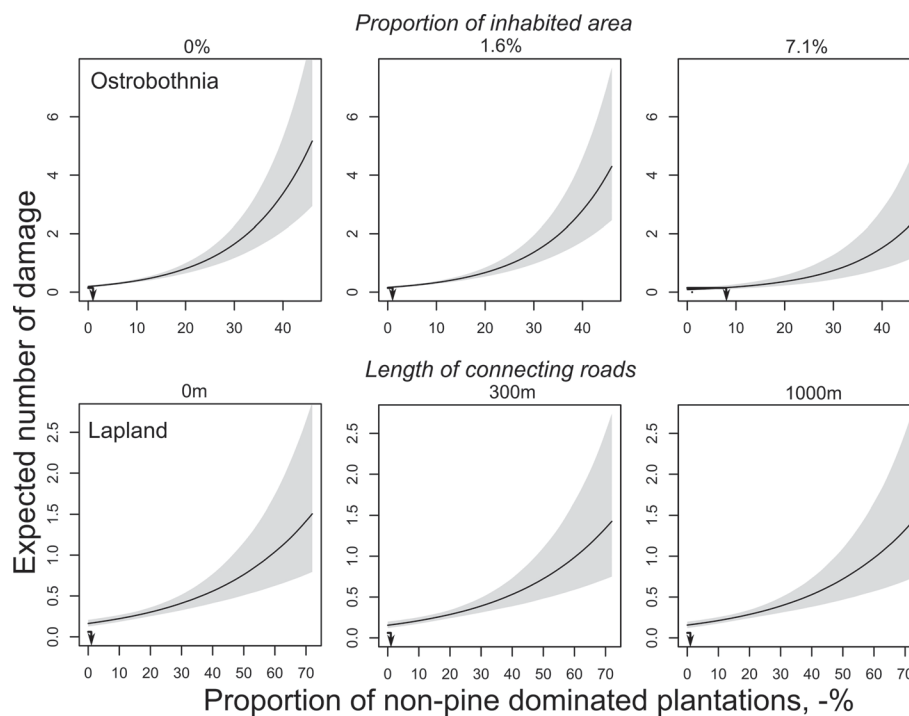 Proportion of inhabited area
0% 1.6% 7.1%
Ostrobothnia
0 2 4 6
0 10 20 30 40
0 2 4 6
0 10 20 30 40
0 2 4 6
0 10 20 30 40
Expected number of damage
Length of connecting roads
0m 300m 1000m
Lapland
0.0 0.5 1.0 1.5 2.0 2.5
0 10 20 30 40 50 60 70
0.0 0.5 1.0 1.5 2.0 2.5
0 10 20 30 40 50 60 70
0.0 0.5 1.0 1.5 2.0 2.5
0 10 20 30 40 50 60 70
Proportion of non-pine dominated plantations, -%